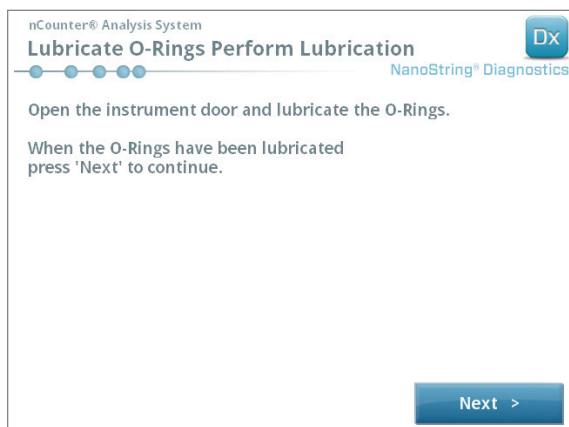 nCounter® Analysis System
Lubricate O-Rings Perform Lubrication
Dx
NanoString® Diagnostics
Open the instrument door and lubricate the O-Rings.
When the O-Rings have been lubricated
press 'Next' to continue.
Next >